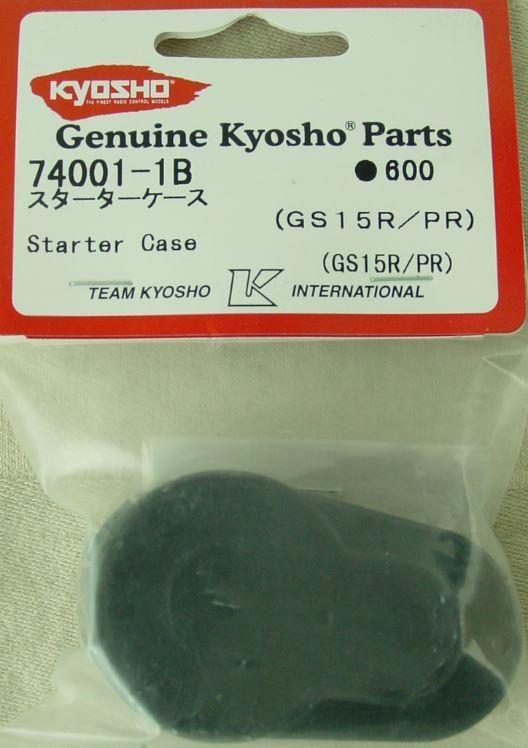 KYOSHO
THE FINEST RADIO CONTROL MODELS
Genuine Kyosho® Parts
74001-1B ●600
スターターケース
(GS15R/PR)
Starter Case
(GS15R/PR)
TEAM KYOSHO K INTERNATIONAL